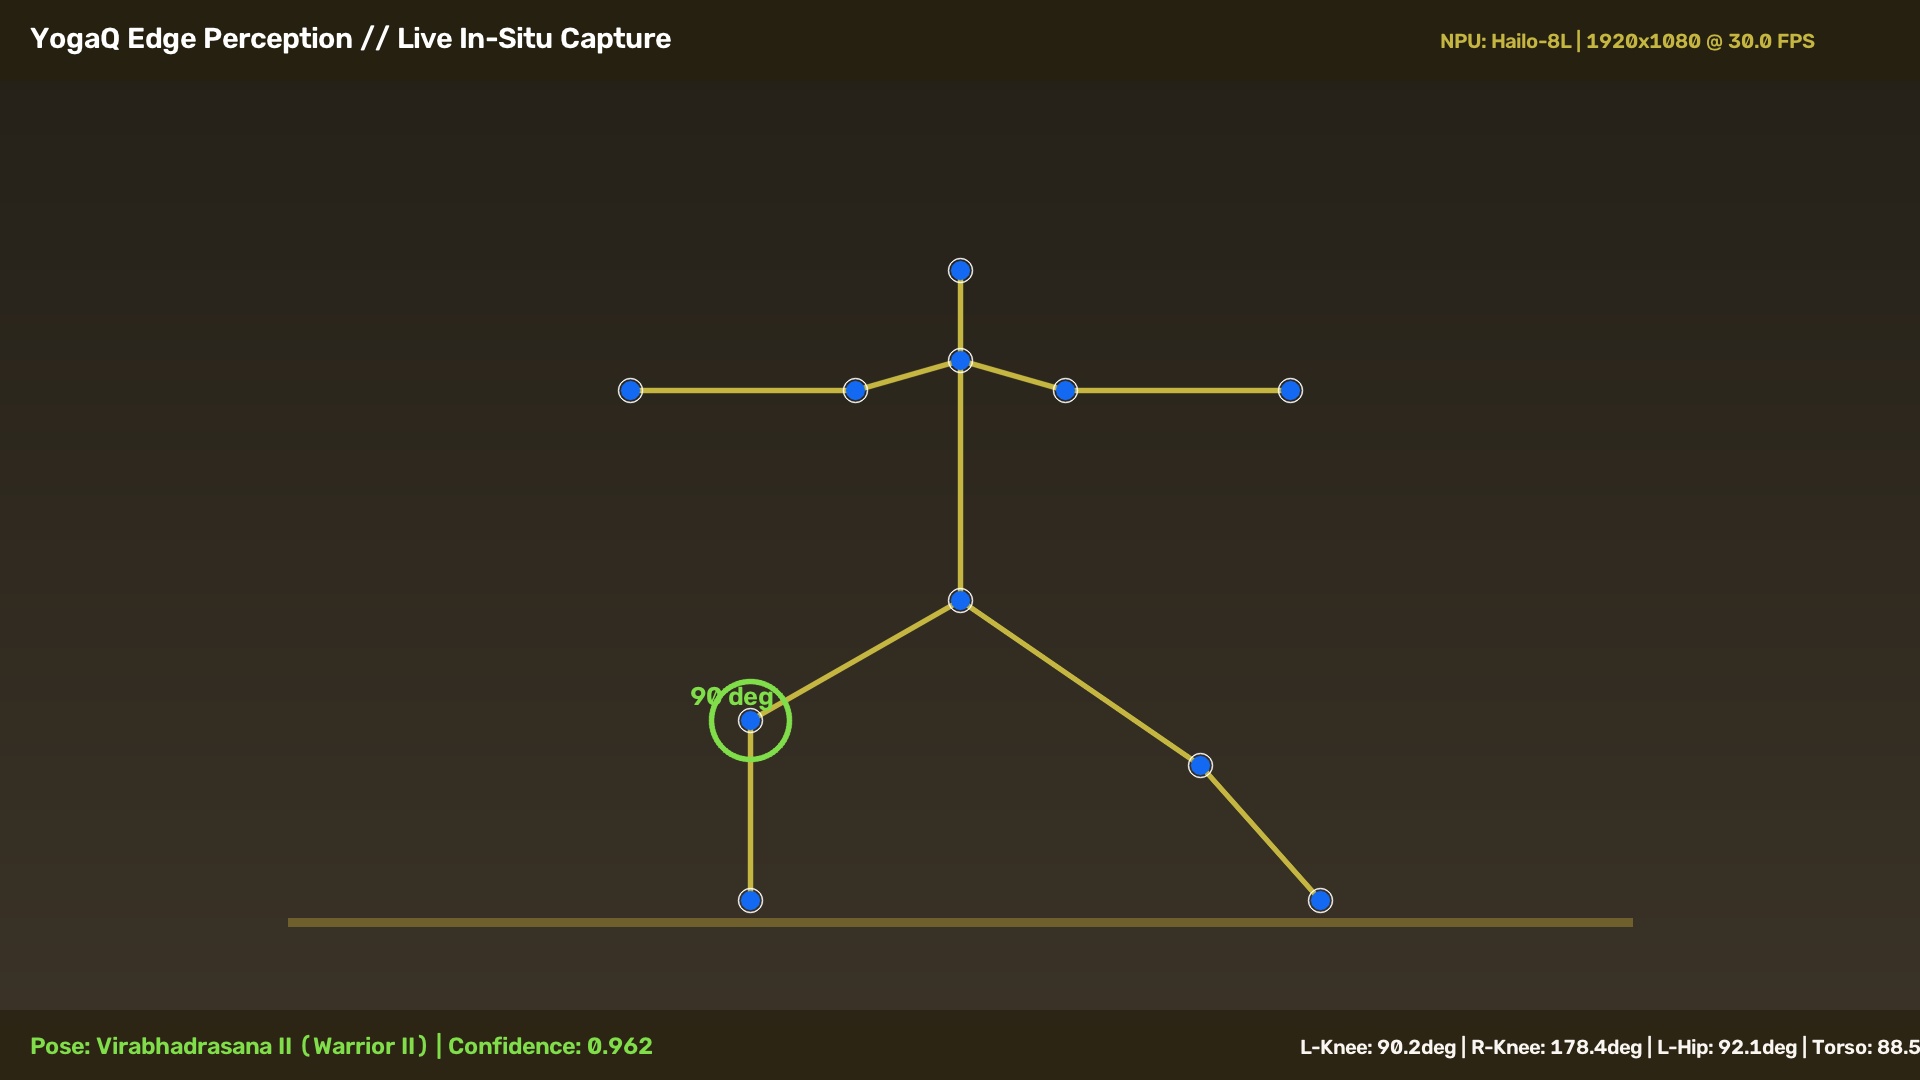 YogaQ Edge Perception // Live In-Situ Capture
NPU: Hailo-8L | 1920x1080 @ 30.0 FPS
90 deg
Pose: Virabhadrasana II (Warrior II) | Confidence: 0.962
L-Knee: 90.2deg | R-Knee: 178.4deg | L-Hip: 92.1deg | Torso: 88.5